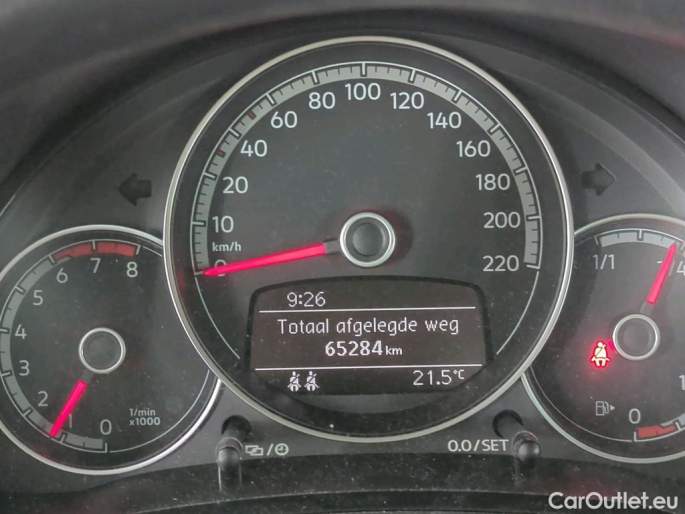 0 10 20 40 60 80 100 120 140 160 180 200 220
km/h
9:26
Totaal afgelegde weg
65284 km
21.5°C
0 1 2 3 4 5 6 7 8
1/min
x1000
1/1
0
/
0.0/SET
CarOutlet.eu